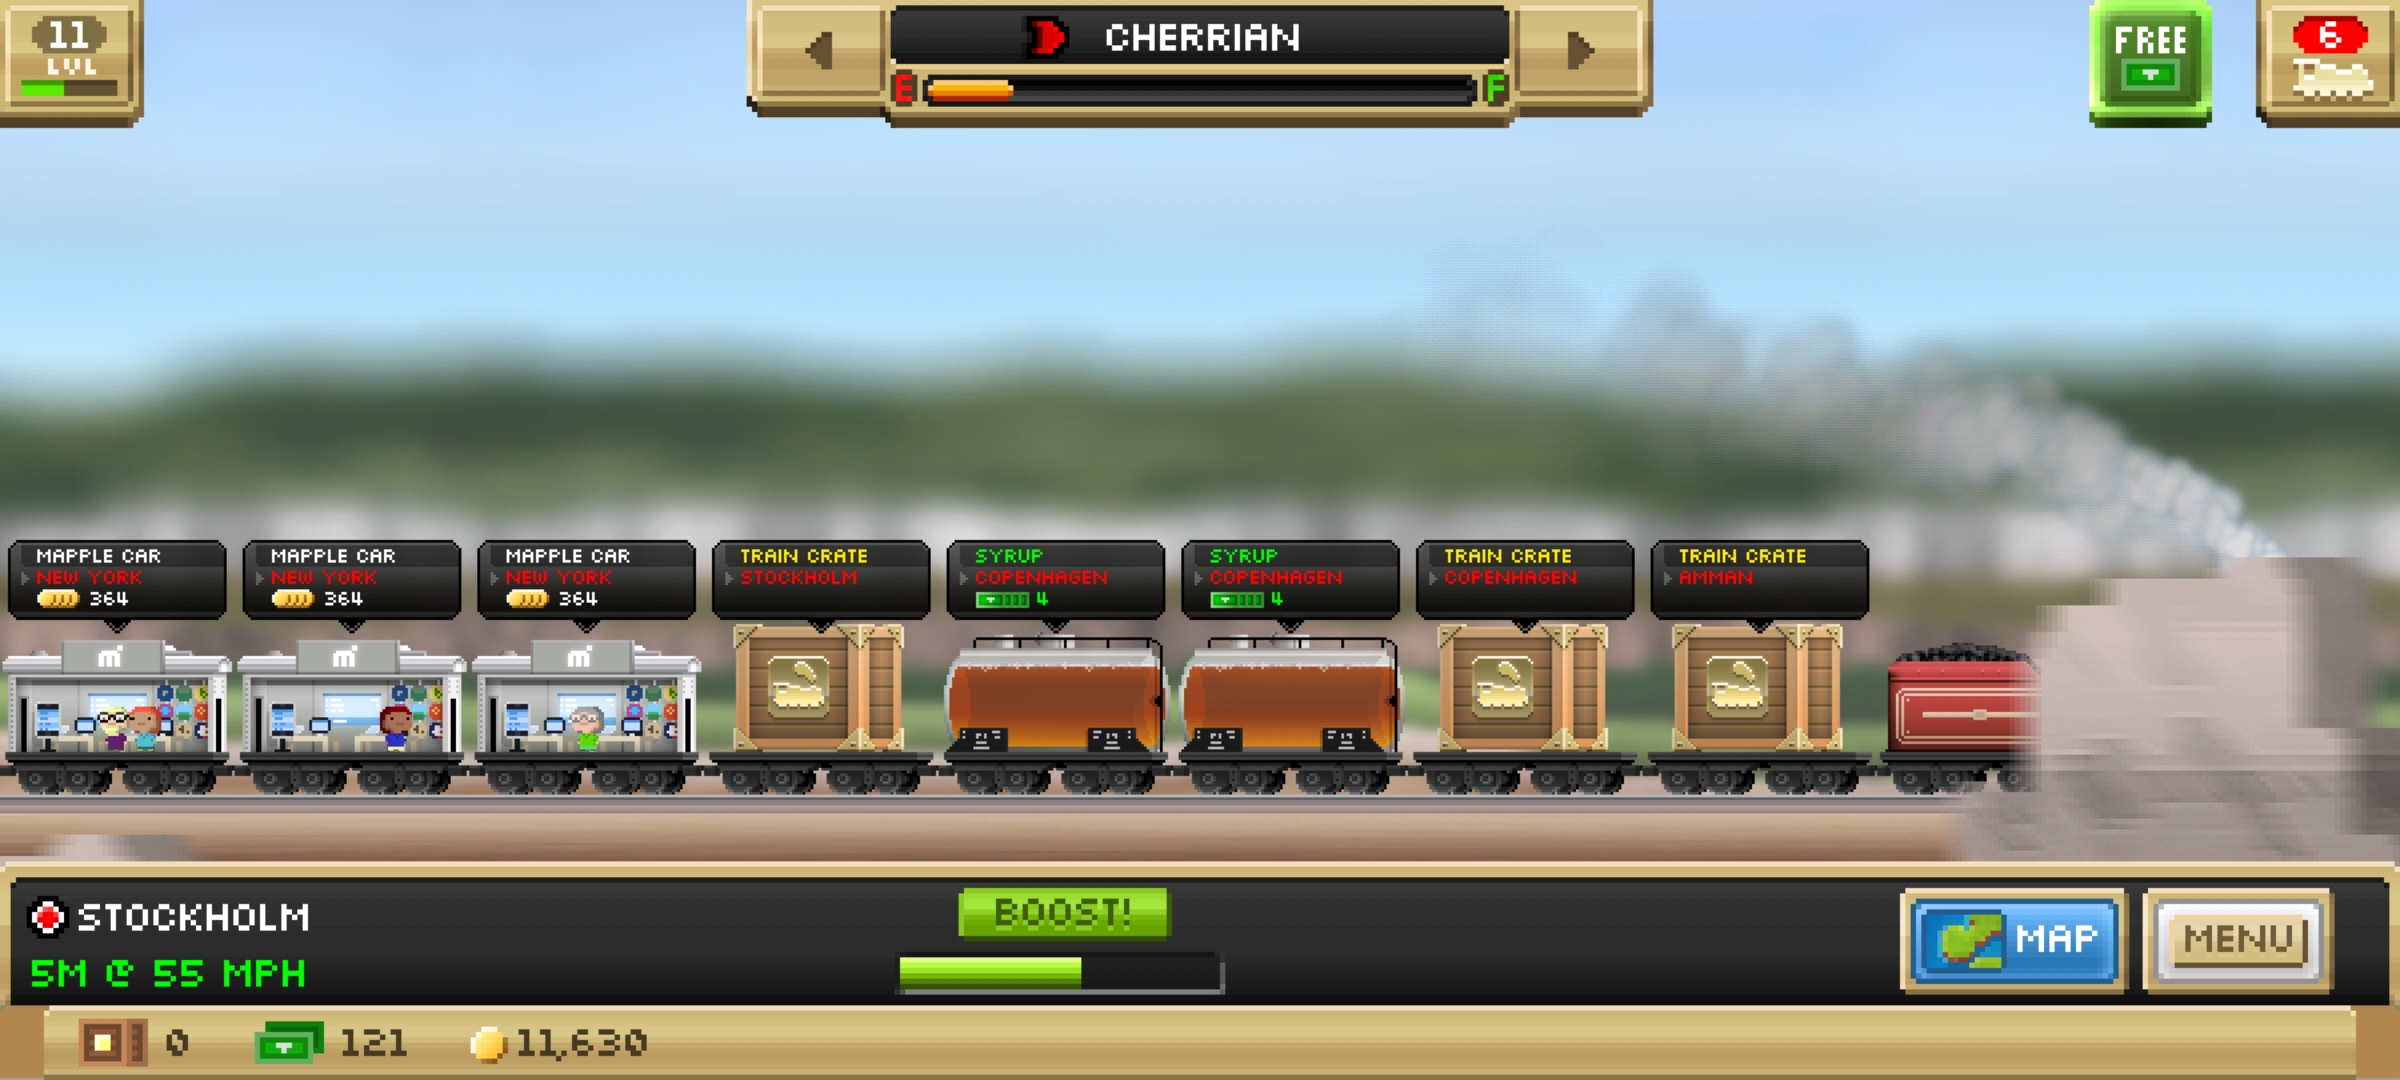 11
LVL
CHERRIAN
E F
FREE
6
MAPPLE CAR
NEW YORK
364
MAPPLE CAR
NEW YORK
364
MAPPLE CAR
NEW YORK
364
TRAIN CRATE
STOCKHOLM
SYRUP
COPENHAGEN
4
SYRUP
COPENHAGEN
4
TRAIN CRATE
COPENHAGEN
TRAIN CRATE
AMMAN
m
m
m
STOCKHOLM
5M @ 55 MPH
BOOST!
MAP
MENU
0
121
11,630